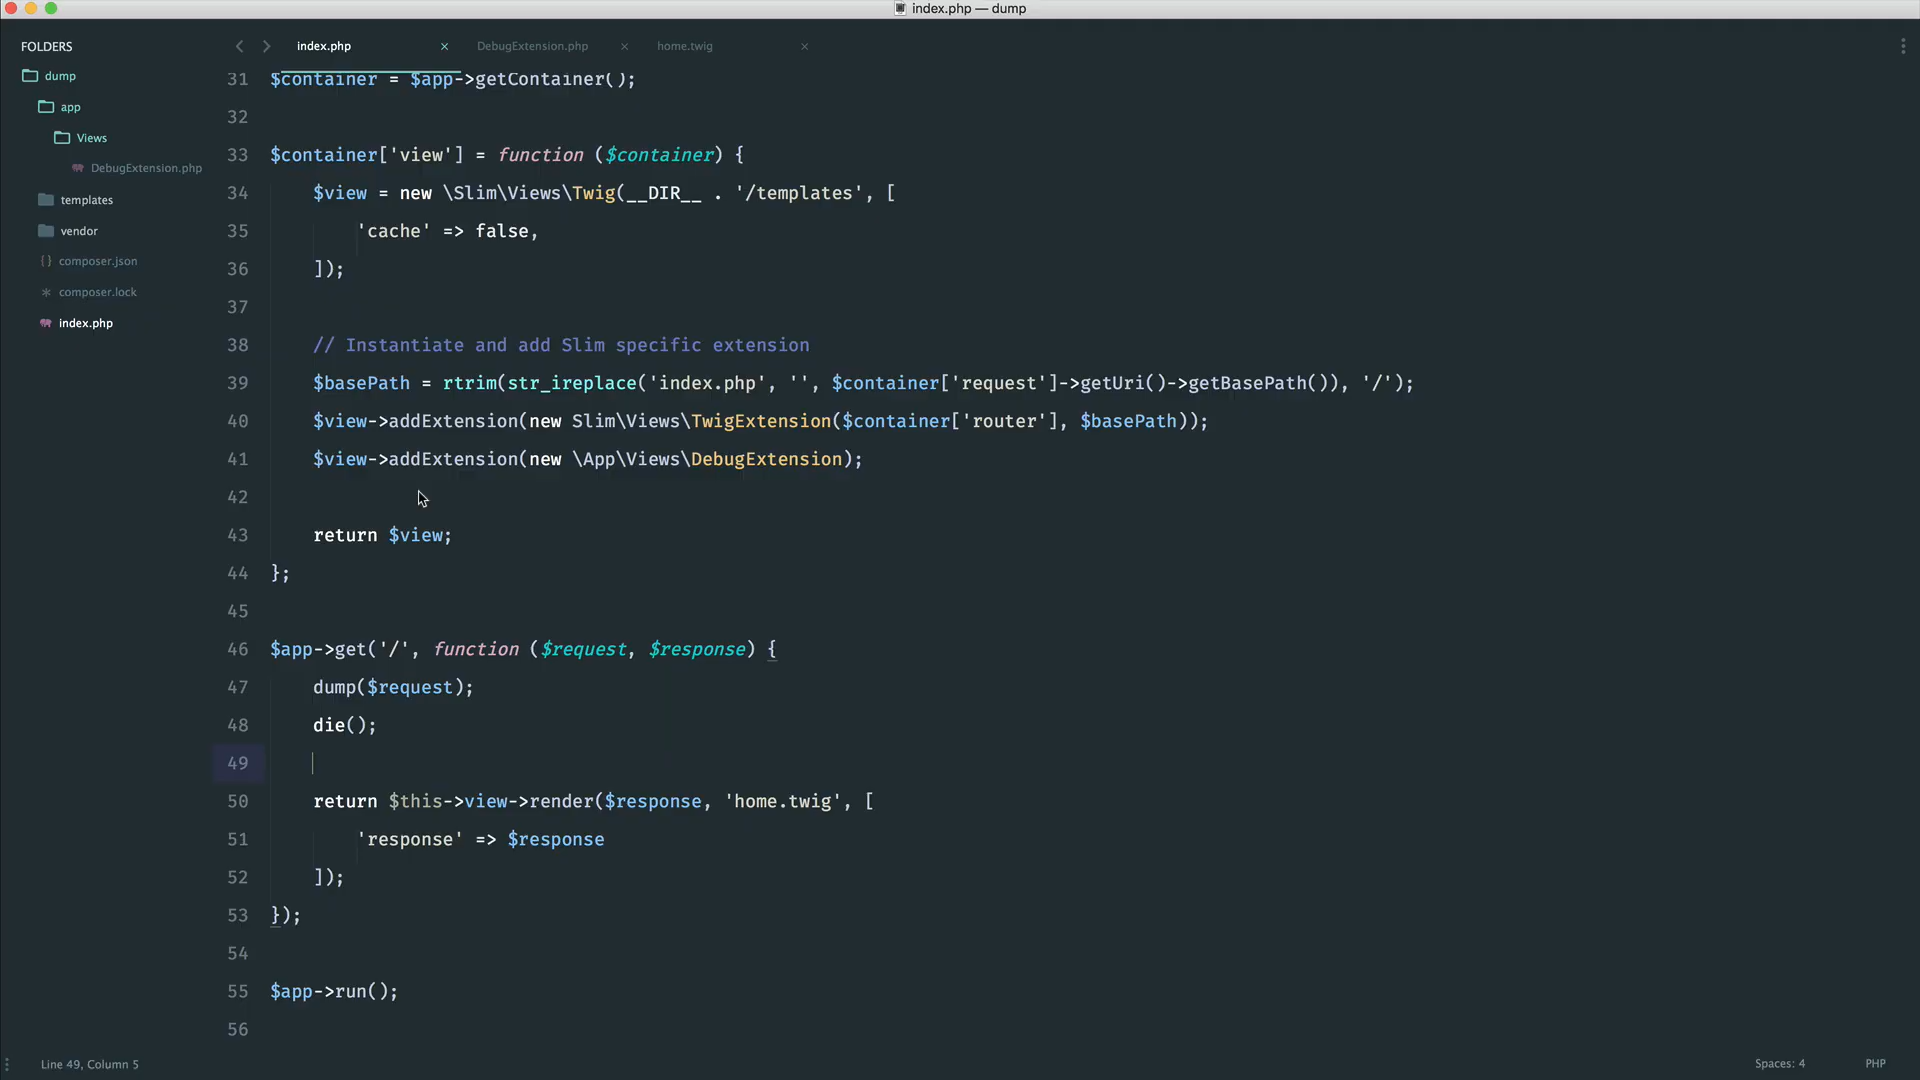 index.php — dump
FOLDERS
dump
app
Views
DebugExtension.php
templates
vendor
{} composer.json
* composer.lock
index.php
index.php × DebugExtension.php × home.twig ×
31 $container = $app->getContainer();
32
33 $container['view'] = function ($container) {
34 $view = new \Slim\Views\Twig(__DIR__ . '/templates', [
35 'cache' => false,
36 ]);
37
38 // Instantiate and add Slim specific extension
39 $basePath = rtrim(str_ireplace('index.php', '', $container['request']->getUri()->getBasePath()), '/');
40 $view->addExtension(new Slim\Views\TwigExtension($container['router'], $basePath));
41 $view->addExtension(new \App\Views\DebugExtension);
42
43 return $view;
44 };
45
46 $app->get('/', function ($request, $response) {
47 dump($request);
48 die();
49
50 return $this->view->render($response, 'home.twig', [
51 'response' => $response
52 ]);
53 });
54
55 $app->run();
56
Line 49, Column 5
Spaces: 4
PHP